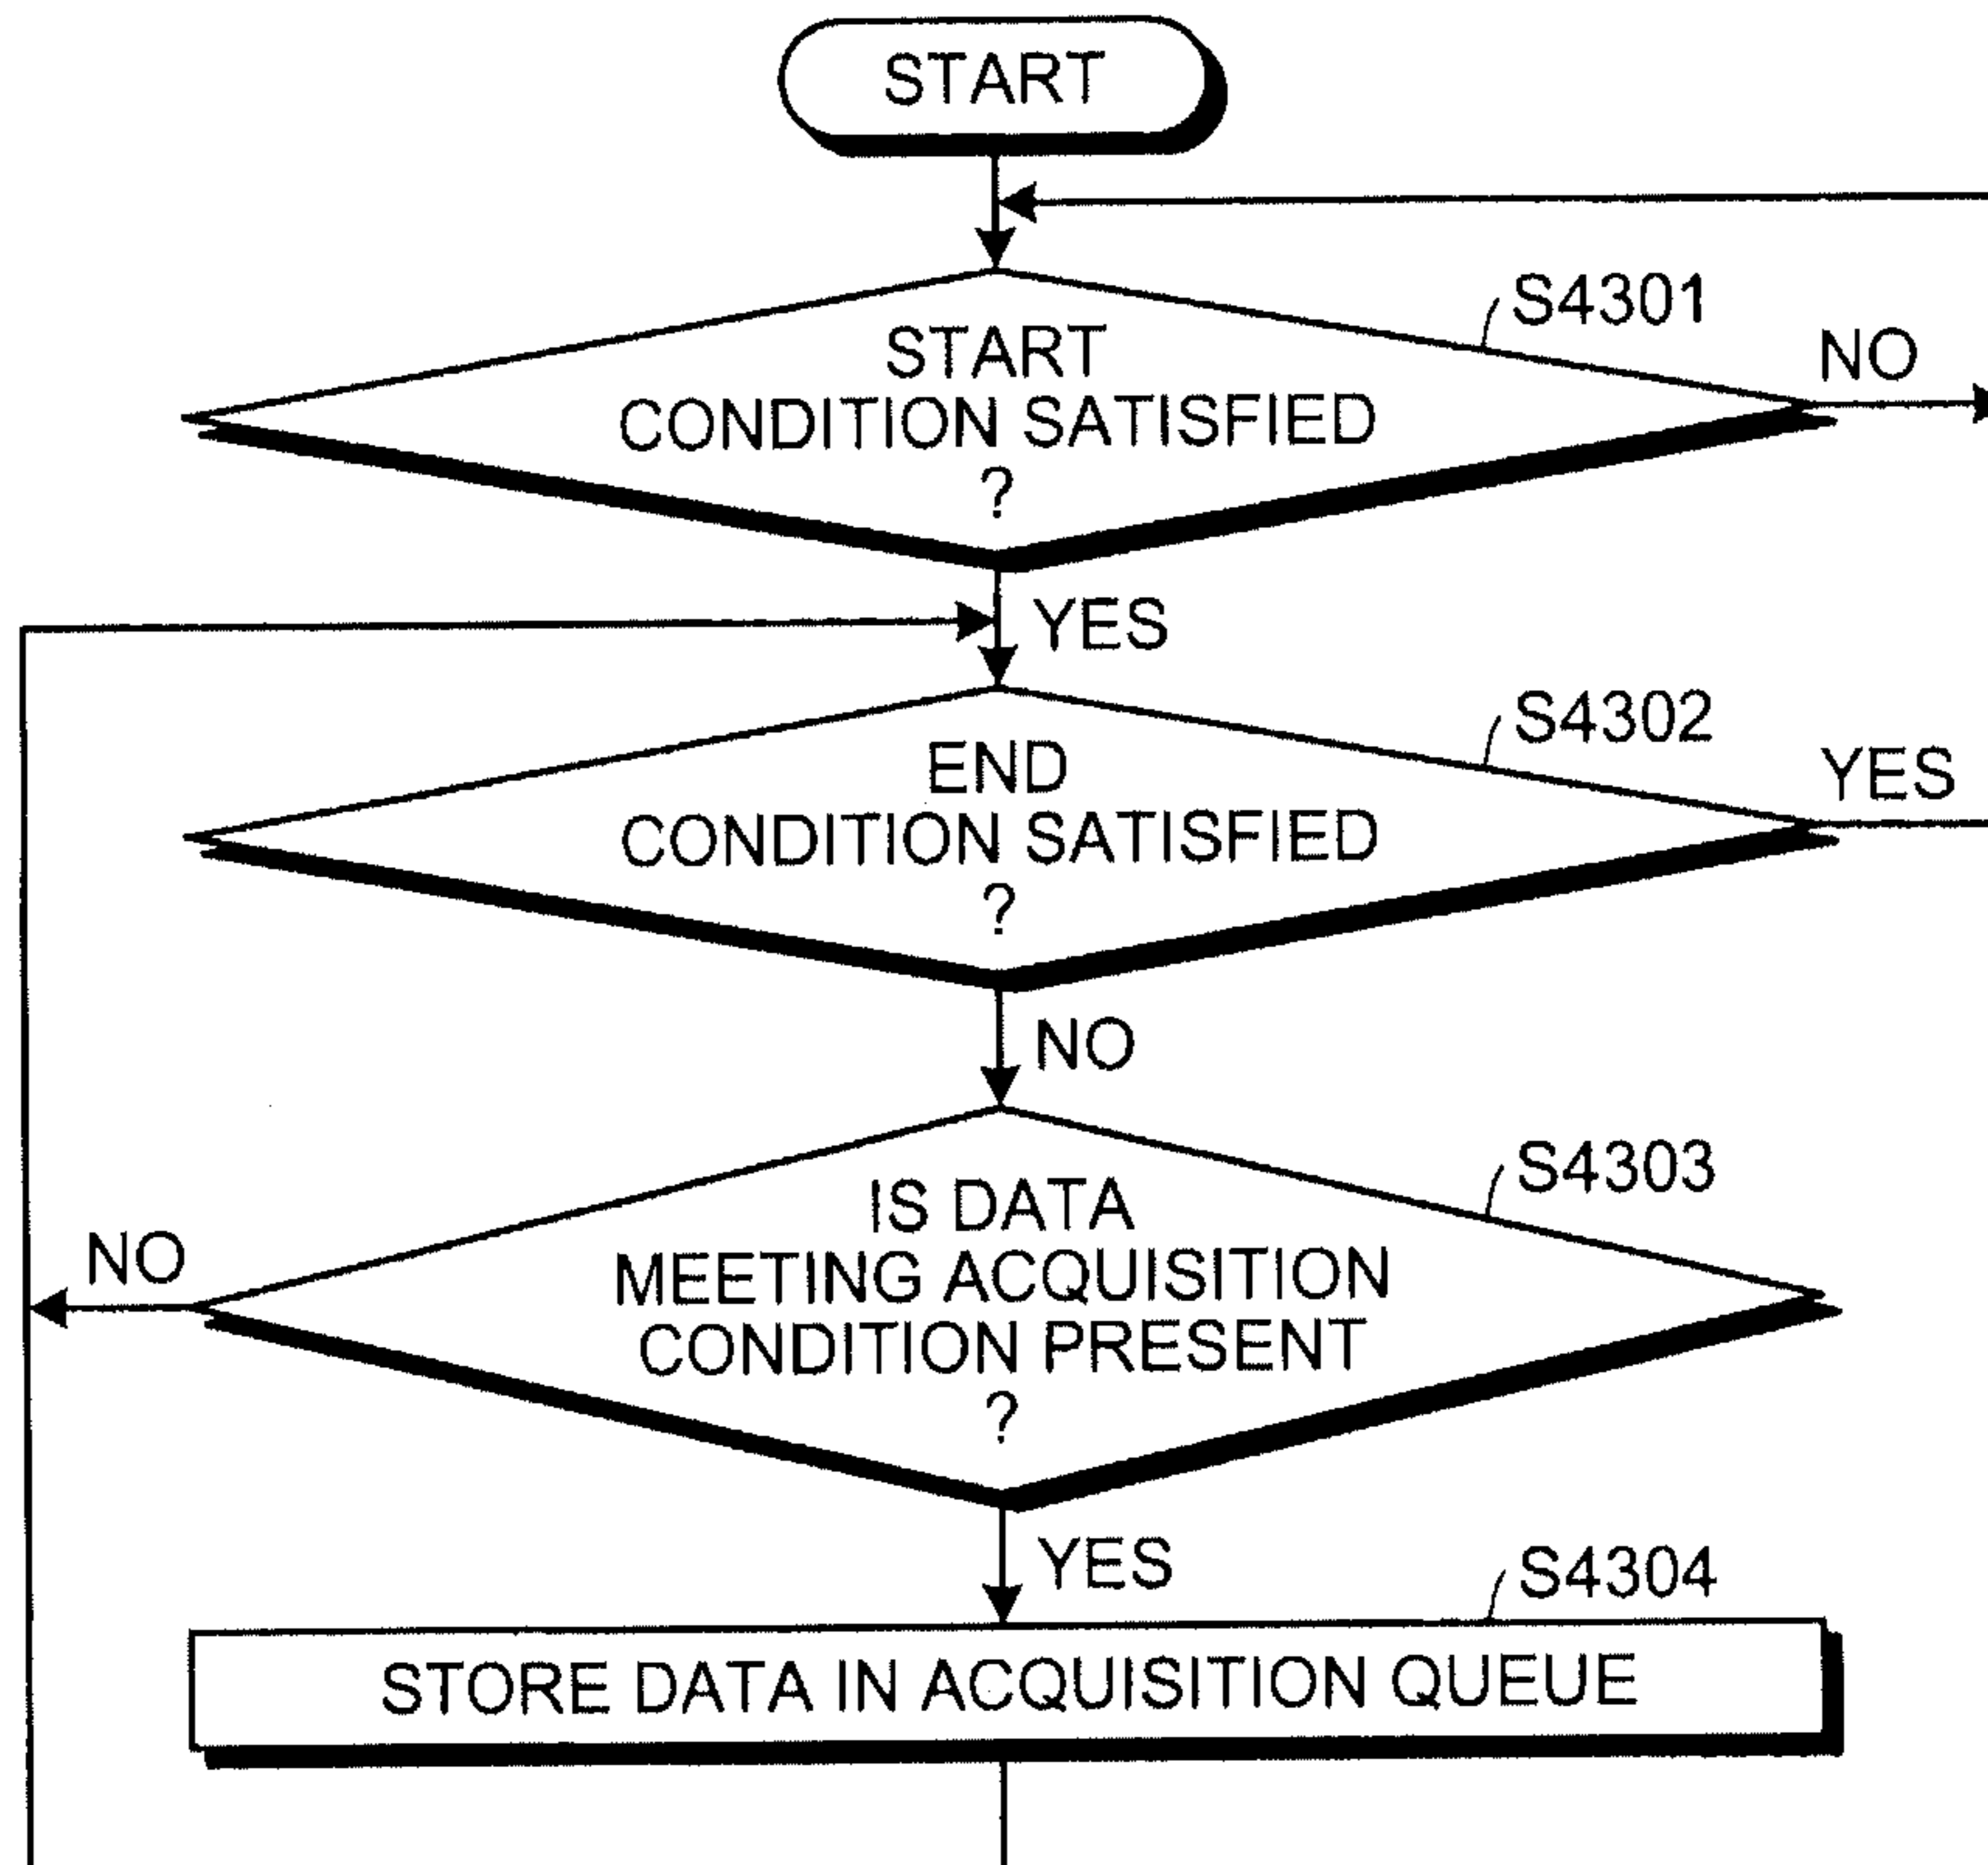 START
S4301
START
CONDITION SATISFIED
?
NO
YES
S4302
END
CONDITION SATISFIED
?
YES
NO
S4303
IS DATA
MEETING ACQUISITION
CONDITION PRESENT
?
NO
YES
S4304
STORE DATA IN ACQUISITION QUEUE